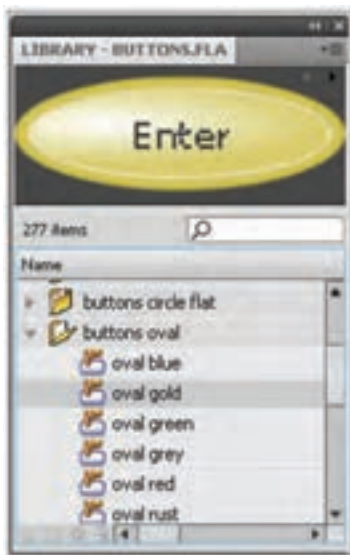 LIBRARY - BUTTONS.FLA
Enter
277 items
Name
buttons circle flat
buttons oval
oval blue
oval gold
oval green
oval grey
oval red
oval rust